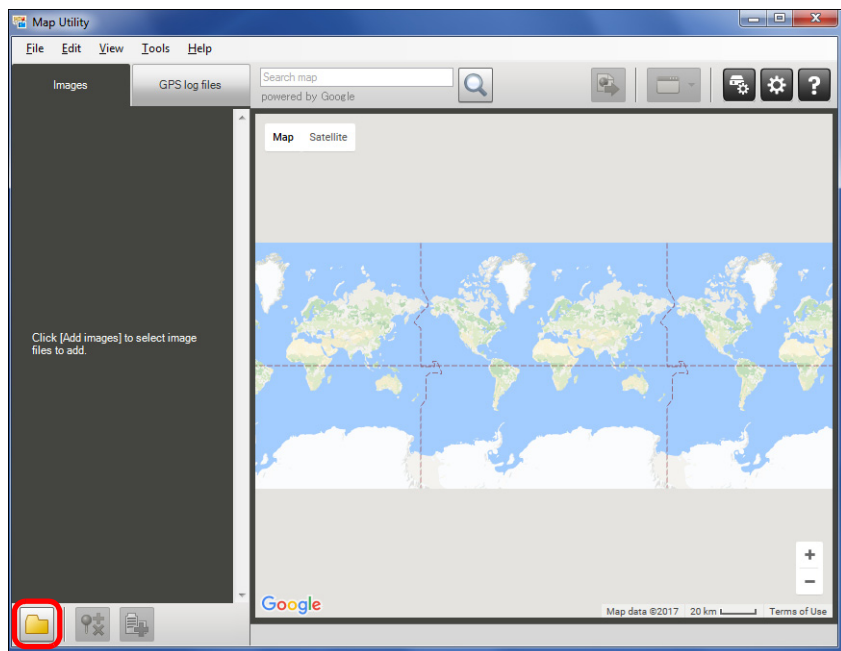 Map Utility
File Edit View Tools Help
Images
GPS log files
Search map
powered by Google
?
Map Satellite
Click [Add images] to select image
files to add.
+
−
Google
Map data ©2017 20 km Terms of Use